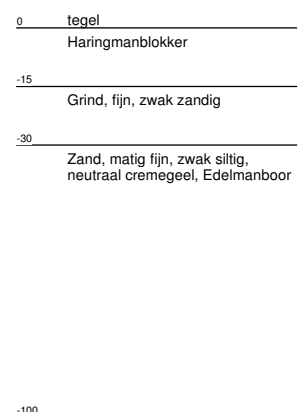 0 tegel
Haringmanblokker
-15
Grind, fijn, zwak zandig
-30
Zand, matig fijn, zwak siltig,
neutraal cremegeel, Edelmanboor
-100